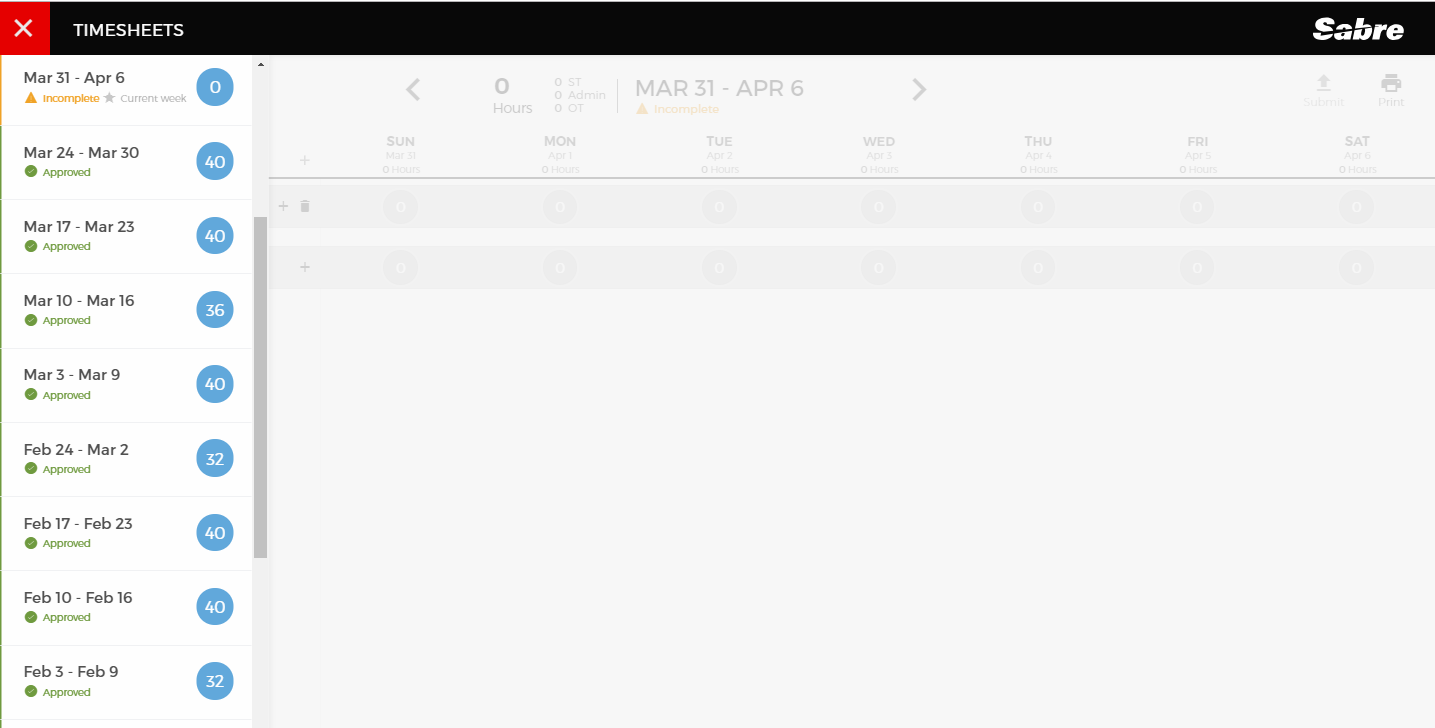 TIMESHEETS
Sabre
Mar 31 - Apr 6
Incomplete Current week
0
Mar 24 - Mar 30
Approved
40
Mar 17 - Mar 23
Approved
40
Mar 10 - Mar 16
Approved
36
Mar 3 - Mar 9
Approved
40
Feb 24 - Mar 2
Approved
32
Feb 17 - Feb 23
Approved
40
Feb 10 - Feb 16
Approved
40
Feb 3 - Feb 9
Approved
32
0
Hours
0 ST
0 Admin
0 OT
MAR 31 - APR 6
Incomplete
Submit
Print
SUN
Mar 31
0 Hours
MON
Apr 1
0 Hours
TUE
Apr 2
0 Hours
WED
Apr 3
0 Hours
THU
Apr 4
0 Hours
FRI
Apr 5
0 Hours
SAT
Apr 6
0 Hours
0 0 0 0 0 0 0
0 0 0 0 0 0 0